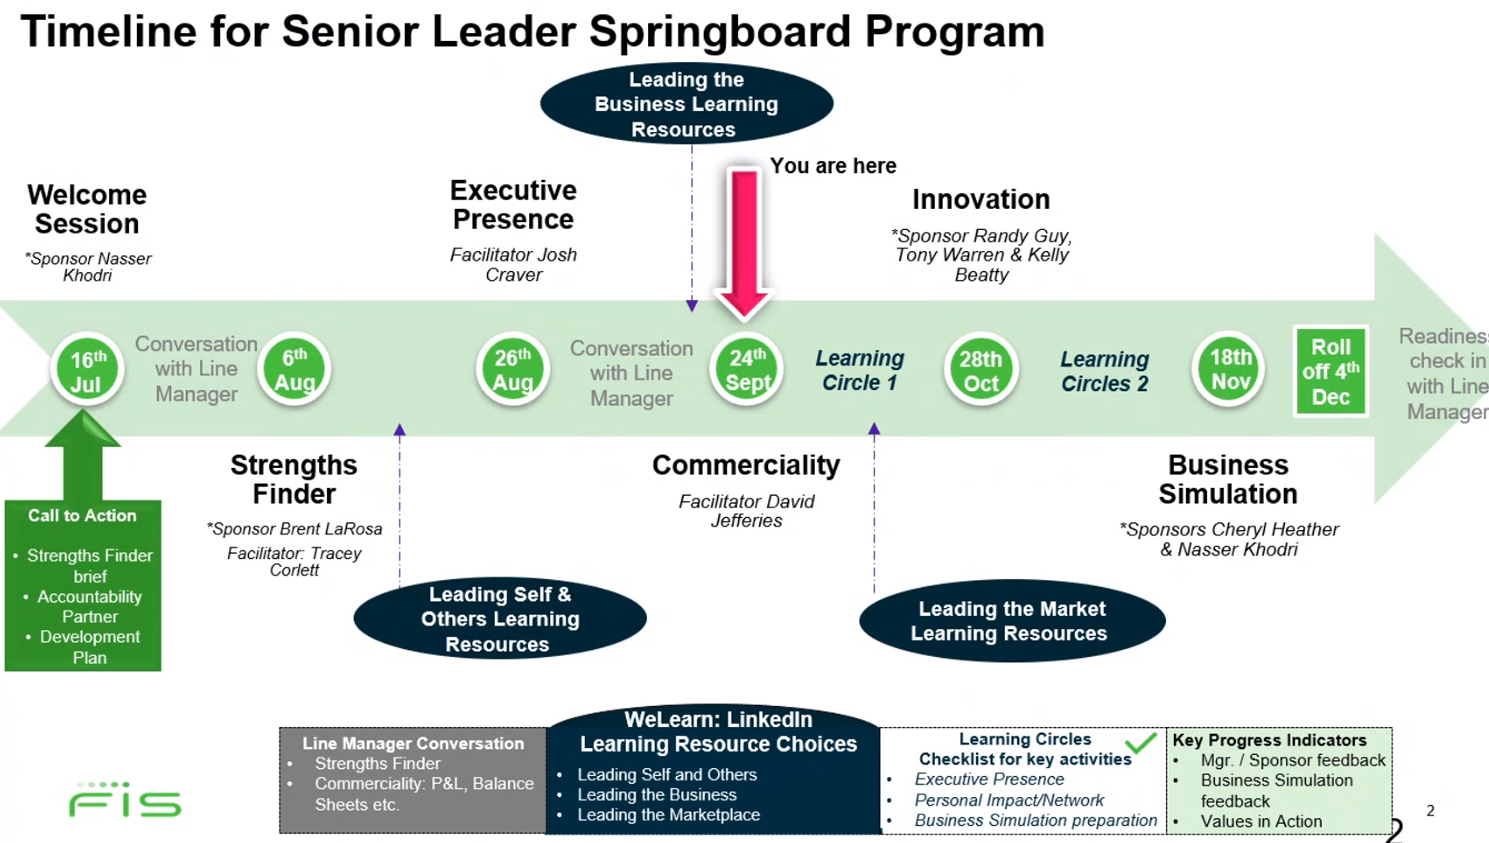 Timeline for Senior Leader Springboard Program
Leading the
Business Learning
Resources
You are here
Welcome
Session
*Sponsor Nasser
Khodri
Executive
Presence
Facilitator Josh
Craver
Innovation
*Sponsor Randy Guy,
Tony Warren & Kelly
Beatty
16th
Jul
Conversation
with Line
Manager
6th
Aug
26th
Aug
Conversation
with Line
Manager
24th
Sept
Learning
Circle 1
28th
Oct
Learning
Circles 2
18th
Nov
Roll
off 4th
Dec
Readiness
check in
with Line
Manager
Call to Action
• Strengths Finder
brief
• Accountability
Partner
• Development
Plan
Strengths
Finder
*Sponsor Brent LaRosa
Facilitator: Tracey
Corlett
Commerciality
Facilitator David
Jefferies
Business
Simulation
*Sponsors Cheryl Heather
& Nasser Khodri
Leading Self &
Others Learning
Resources
Leading the Market
Learning Resources
Line Manager Conversation
• Strengths Finder
• Commerciality: P&L, Balance
Sheets etc.
WeLearn: LinkedIn
Learning Resource Choices
• Leading Self and Others
• Leading the Business
• Leading the Marketplace
Learning Circles
Checklist for key activities
• Executive Presence
• Personal Impact/Network
• Business Simulation preparation
Key Progress Indicators
• Mgr. / Sponsor feedback
• Business Simulation
feedback
• Values in Action
FIS
2
2